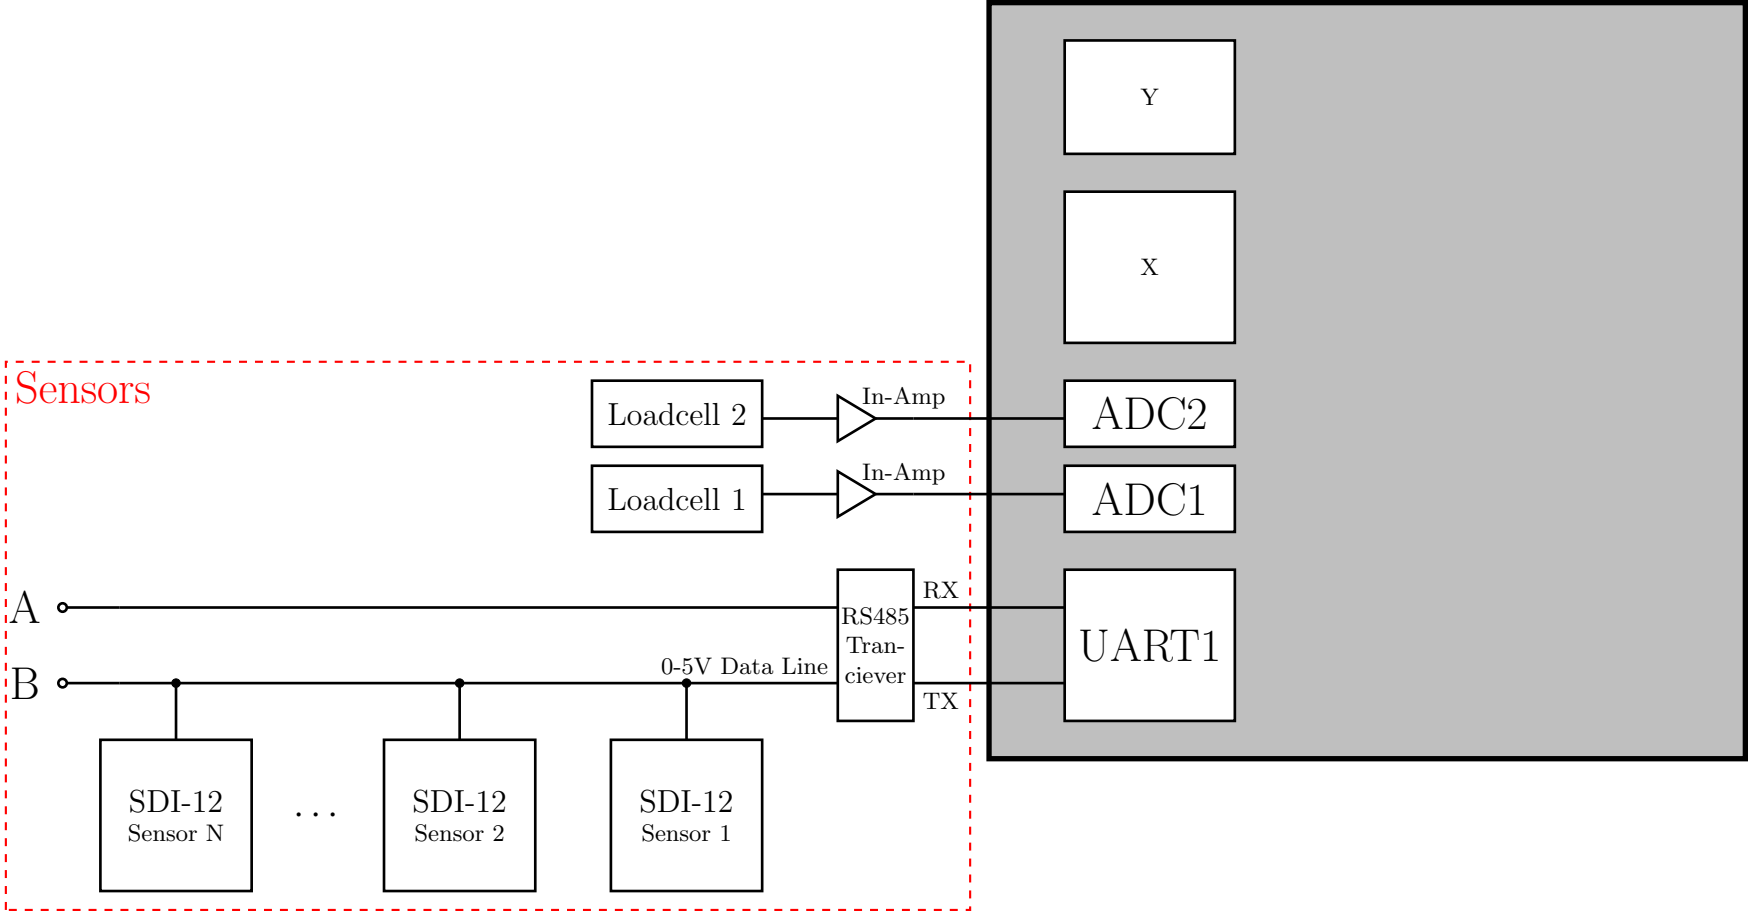 Y
X
Sensors
Loadcell 2
In-Amp
ADC2
Loadcell 1
In-Amp
ADC1
A
RS485
Tran-
ciever
RX
UART1
B
0-5V Data Line
TX
SDI-12
Sensor N
...
SDI-12
Sensor 2
SDI-12
Sensor 1